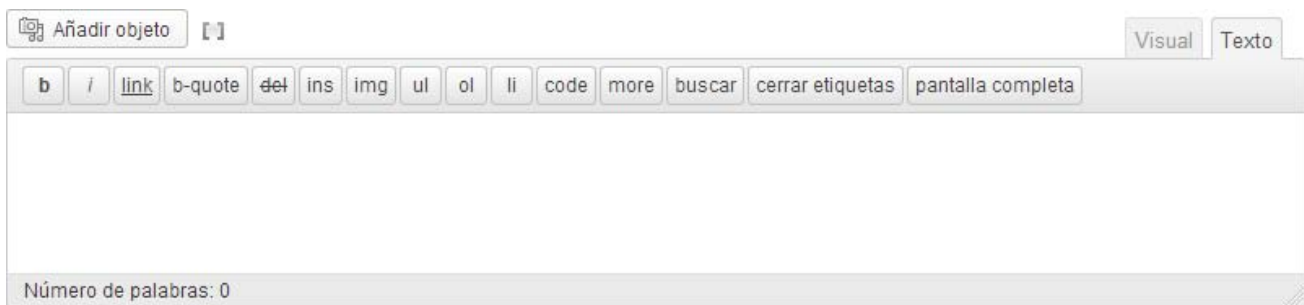 Añadir objeto
Visual Texto
b i link b-quote del ins img ul ol li code more buscar cerrar etiquetas pantalla completa
Número de palabras: 0